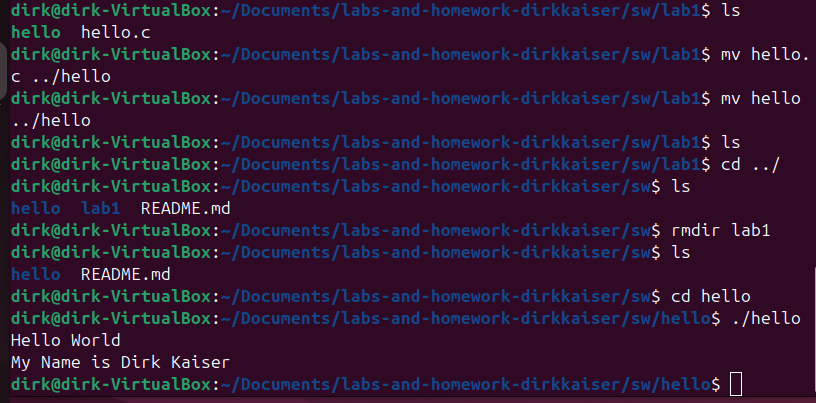 dirk@dirk-VirtualBox:~/Documents/labs-and-homework-dirkkaiser/sw/lab1$ ls
hello  hello.c
dirk@dirk-VirtualBox:~/Documents/labs-and-homework-dirkkaiser/sw/lab1$ mv hello.
c ../hello
dirk@dirk-VirtualBox:~/Documents/labs-and-homework-dirkkaiser/sw/lab1$ mv hello
../hello
dirk@dirk-VirtualBox:~/Documents/labs-and-homework-dirkkaiser/sw/lab1$ ls
dirk@dirk-VirtualBox:~/Documents/labs-and-homework-dirkkaiser/sw/lab1$ cd ../
dirk@dirk-VirtualBox:~/Documents/labs-and-homework-dirkkaiser/sw$ ls
hello  lab1  README.md
dirk@dirk-VirtualBox:~/Documents/labs-and-homework-dirkkaiser/sw$ rmdir lab1
dirk@dirk-VirtualBox:~/Documents/labs-and-homework-dirkkaiser/sw$ ls
hello  README.md
dirk@dirk-VirtualBox:~/Documents/labs-and-homework-dirkkaiser/sw$ cd hello
dirk@dirk-VirtualBox:~/Documents/labs-and-homework-dirkkaiser/sw/hello$ ./hello
Hello World
My Name is Dirk Kaiser
dirk@dirk-VirtualBox:~/Documents/labs-and-homework-dirkkaiser/sw/hello$